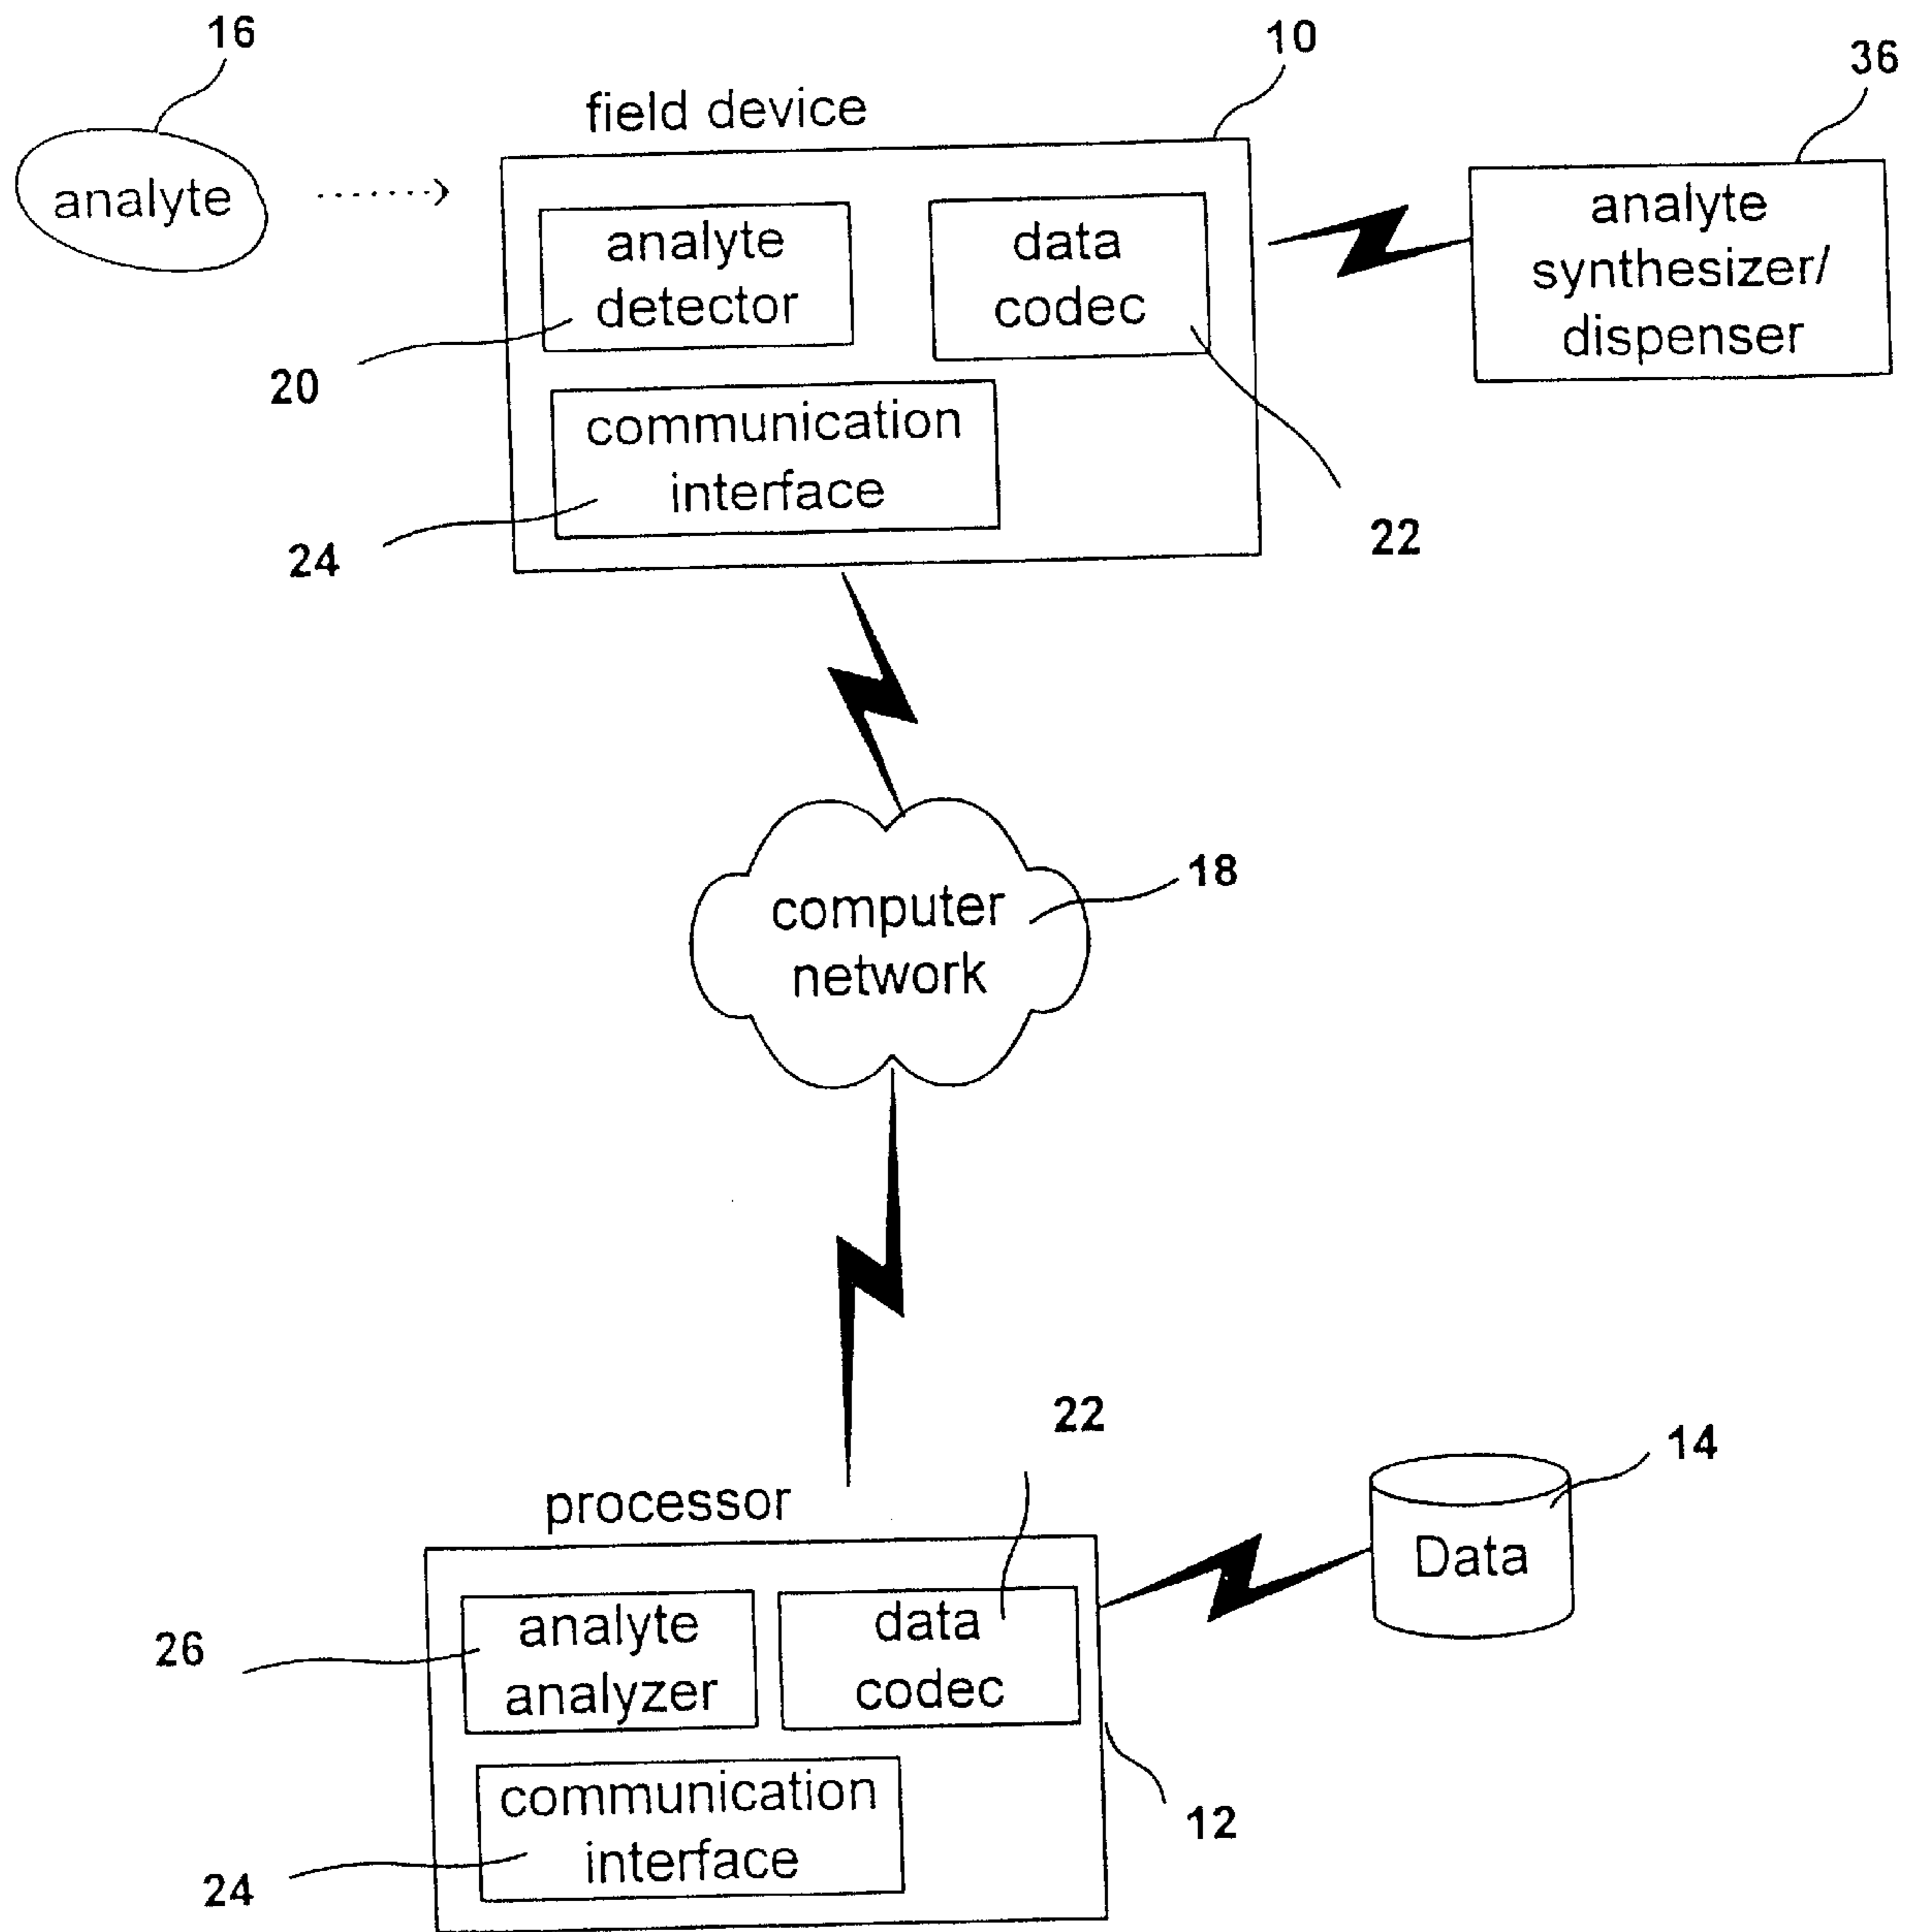 16
10
36
field device
analyte
analyte
detector
data
codec
analyte
synthesizer/
dispenser
20
communication
interface
24
22
computer
network
18
22
14
processor
Data
26
analyte
analyzer
data
codec
communication
interface
12
24